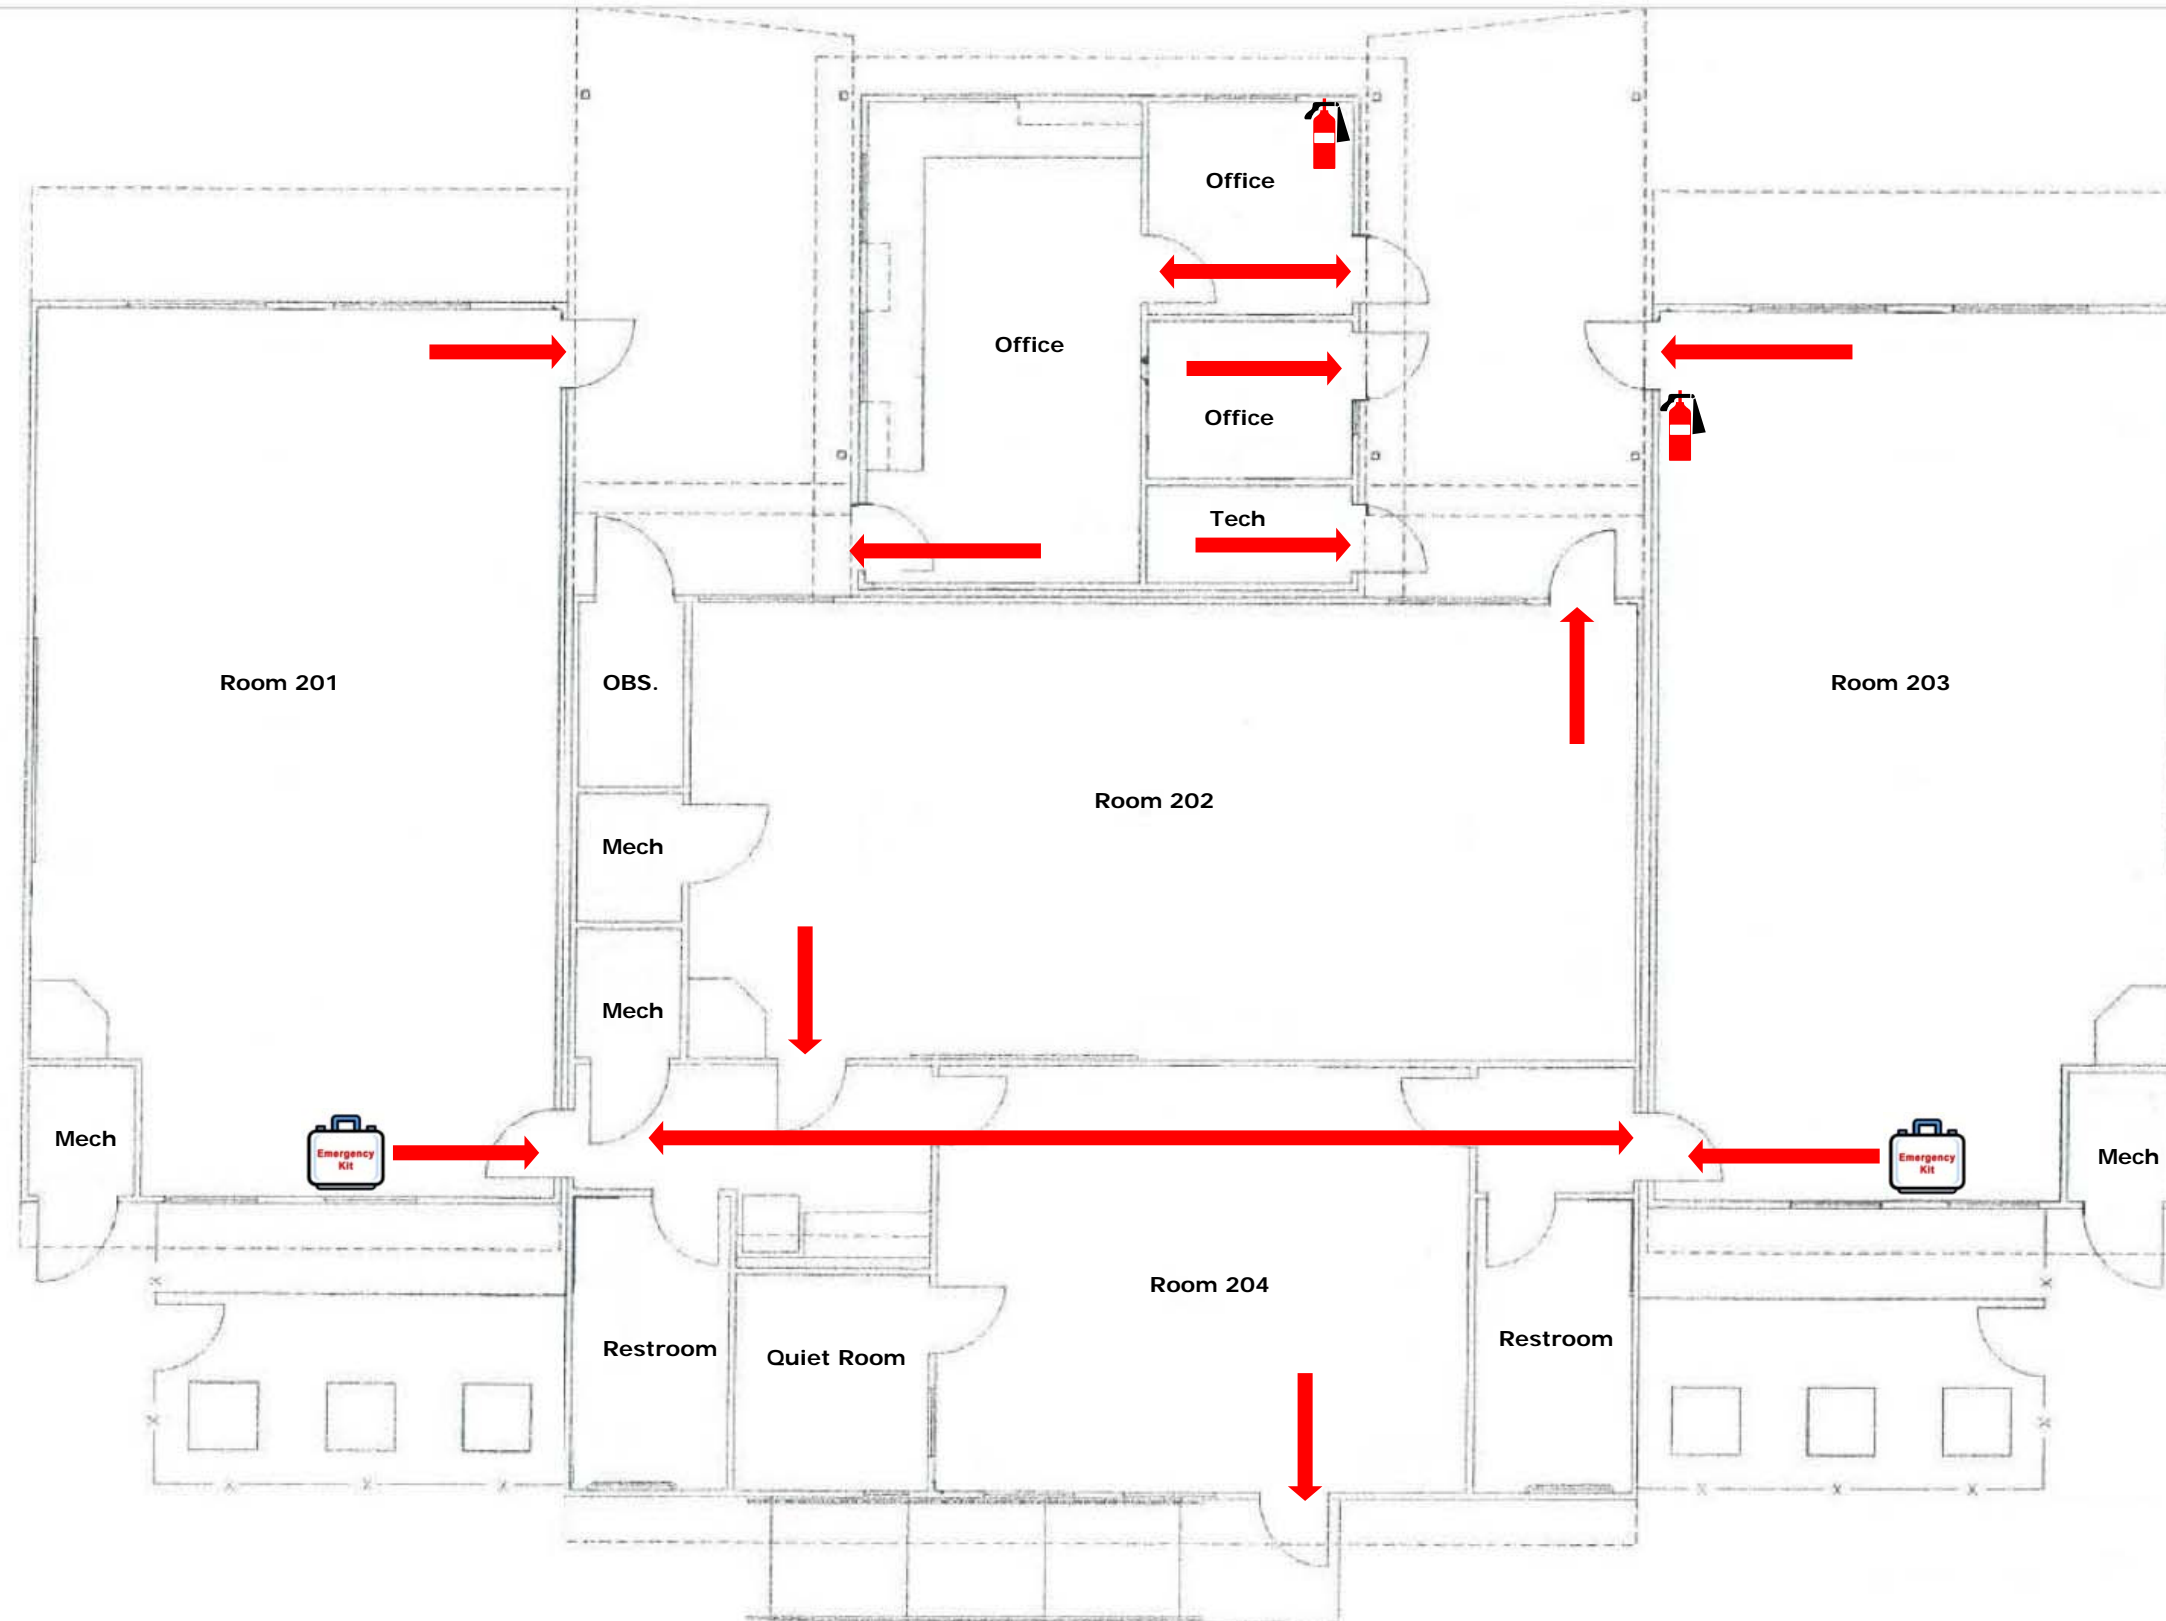 Office
Office
Office
Tech
Room 201
OBS.
Room 203
Room 202
Mech
Mech
Mech
Emergency
Kit
Emergency
Kit
Mech
Room 204
Restroom
Quiet Room
Restroom